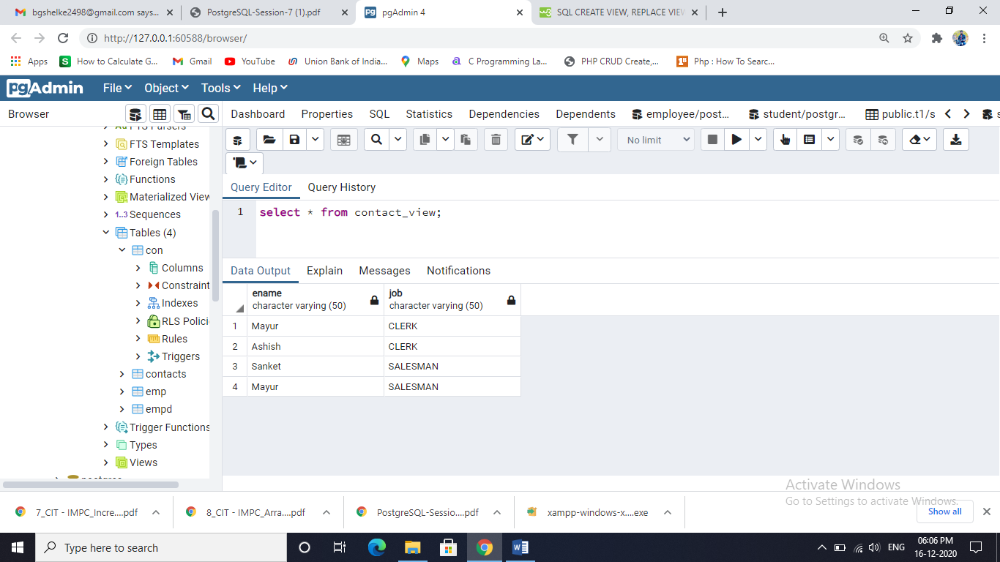 bgshelke2498@gmail.com says...
PostgreSQL-Session-7 (1).pdf
pgAdmin 4
SQL CREATE VIEW, REPLACE VIEW
http://127.0.0.1:60588/browser/
Apps
How to Calculate G...
Gmail
YouTube
Union Bank of India...
Maps
C Programming La...
PHP CRUD Create,...
Php : How To Searc...
pgAdmin File Object Tools Help
Browser
Dashboard Properties SQL Statistics Dependencies Dependents employee/post... student/postgr... public.t1/s
FTS Parsers
FTS Templates
Foreign Tables
Functions
Materialized View
1..3 Sequences
Tables (4)
con
Columns
Constraint
Indexes
RLS Polici
Rules
Triggers
contacts
emp
empd
Trigger Functions
Types
Views
postgres
No limit
Query Editor Query History
1 select * from contact_view;
Data Output Explain Messages Notifications
ename
character varying (50)
job
character varying (50)
1 Mayur CLERK
2 Ashish CLERK
3 Sanket SALESMAN
4 Mayur SALESMAN
Activate Windows
Go to Settings to activate Windows.
7_CIT - IMPC_Incre....pdf
8_CIT - IMPC_Arra....pdf
PostgreSQL-Sessio....pdf
xampp-windows-x....exe
Show all
Type here to search
ENG
06:06 PM
16-12-2020